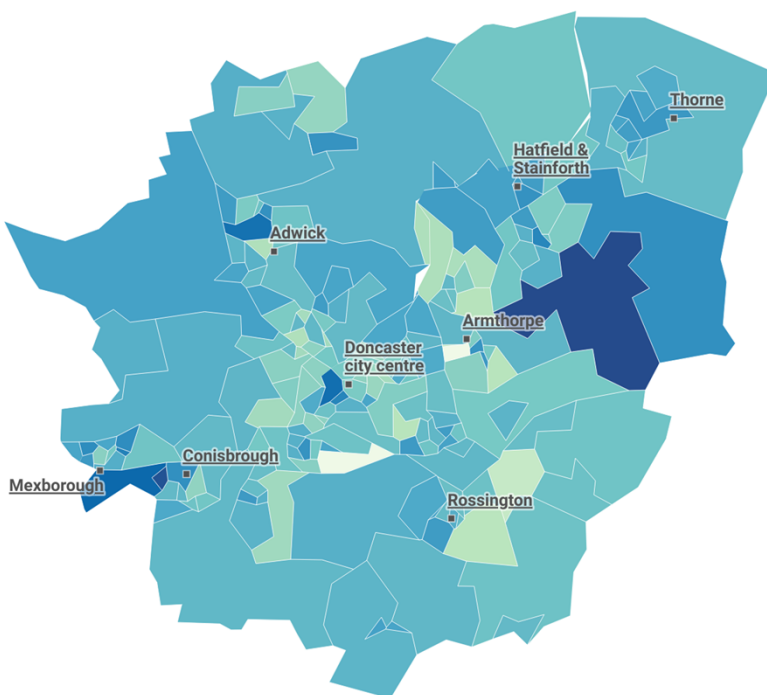 Thorne
Hatfield &
Stainforth
Adwick
Armthorpe
Doncaster
city centre
Conisbrough
Mexborough
Rossington